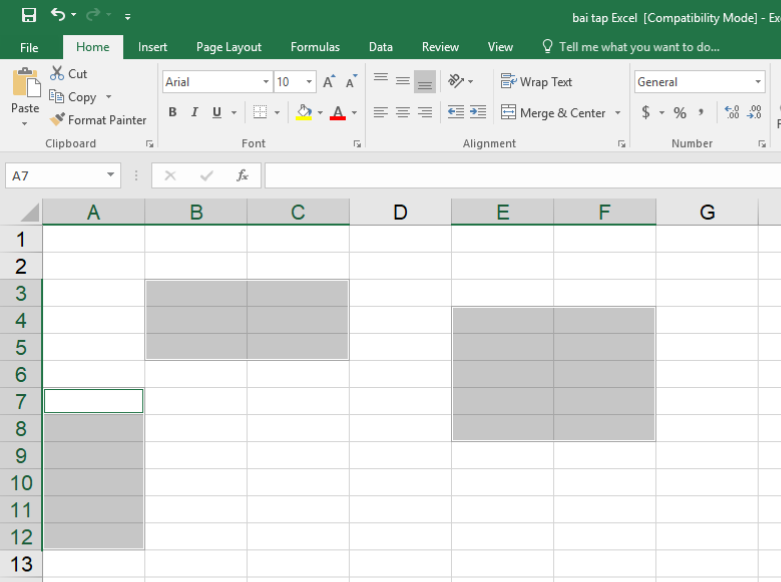 bai tap Excel [Compatibility Mode] - Ex
File Home Insert Page Layout Formulas Data Review View Tell me what you want to do...
Paste
Cut
Copy
Format Painter
Arial 10 A A
B I U A
Wrap Text
Merge & Center
General
$ % ,
Clipboard Font Alignment Number
A7 fx
A B C D E F G
1
2
3
4
5
6
7
8
9
10
11
12
13